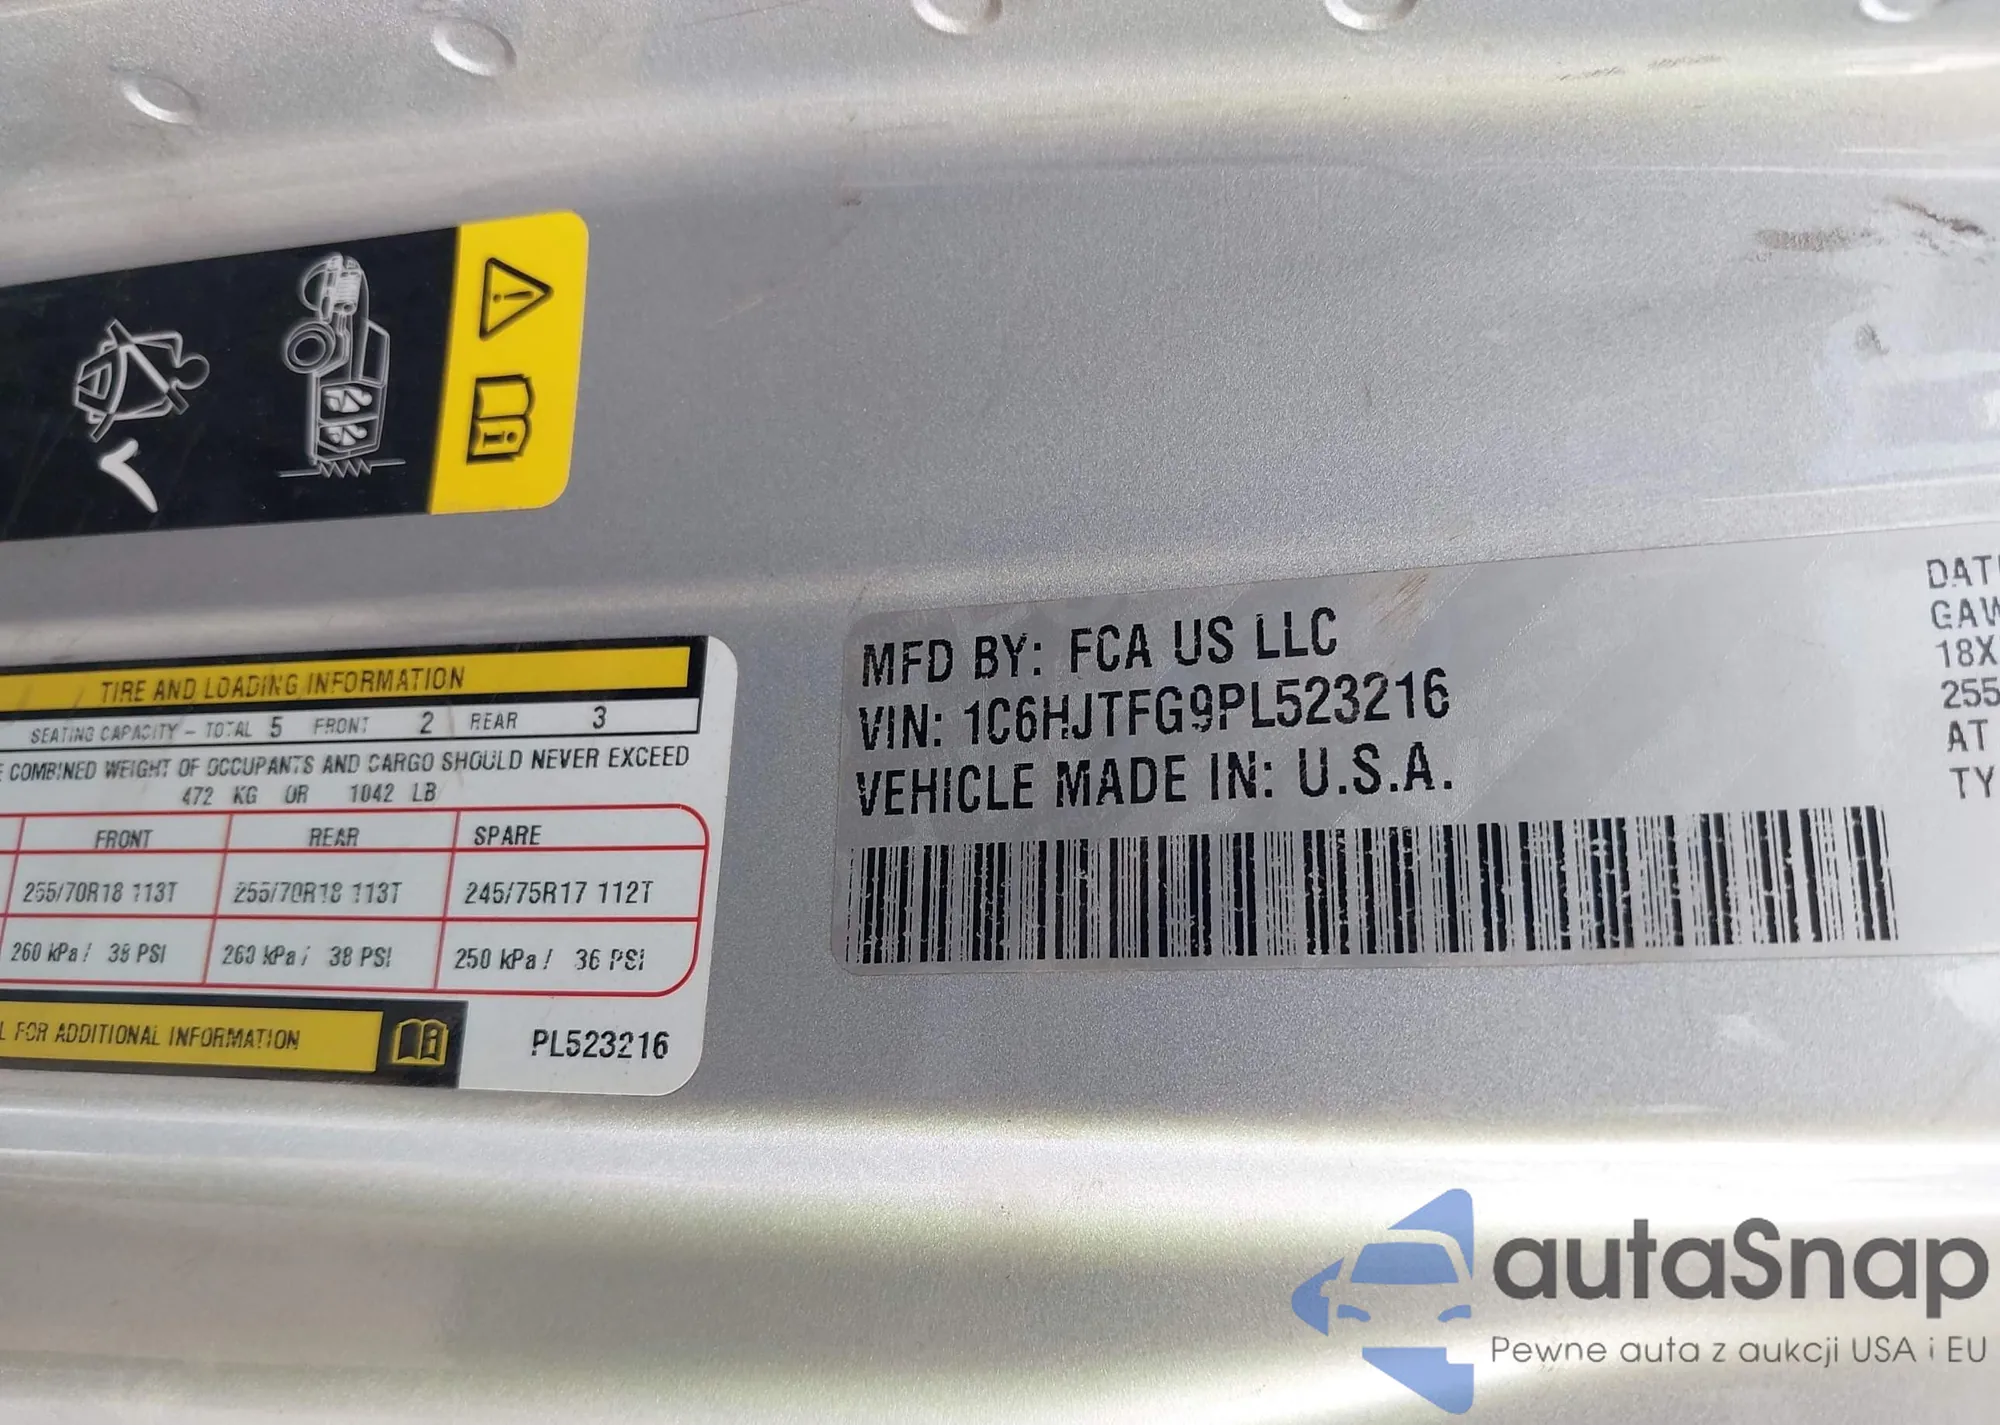 TIRE AND LOADING INFORMATION
SEATING CAPACITY - TOTAL 5 FRONT 2 REAR 3
COMBINED WEIGHT OF OCCUPANTS AND CARGO SHOULD NEVER EXCEED
472 KG OR 1042 LB
FRONT REAR SPARE
255/70R18 113T 255/70R18 113T 245/75R17 112T
260 kPa / 38 PSI 260 kPa / 38 PSI 250 kPa / 36 PSI
FOR ADDITIONAL INFORMATION
PL523216
MFD BY: FCA US LLC
VIN: 1C6HJTFG9PL523216
VEHICLE MADE IN: U.S.A.
18X
255
AT
autaSnap
Pewne auta z aukcji USA i EU